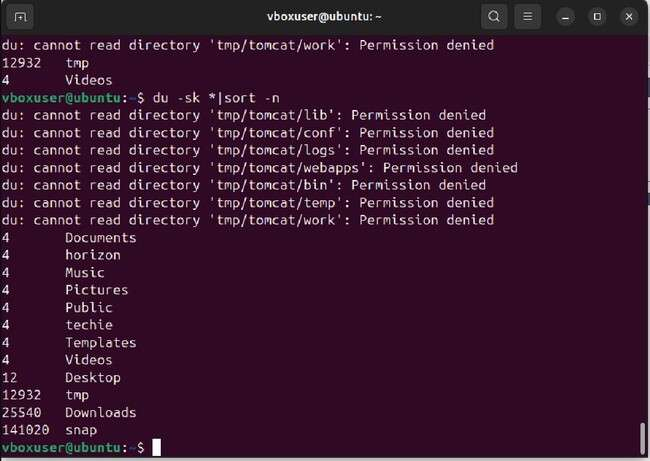 vboxuser@ubuntu: ~
du: cannot read directory 'tmp/tomcat/work': Permission denied
12932   tmp
4       Videos
vboxuser@ubuntu:~$ du -sk *|sort -n
du: cannot read directory 'tmp/tomcat/lib': Permission denied
du: cannot read directory 'tmp/tomcat/conf': Permission denied
du: cannot read directory 'tmp/tomcat/logs': Permission denied
du: cannot read directory 'tmp/tomcat/webapps': Permission denied
du: cannot read directory 'tmp/tomcat/bin': Permission denied
du: cannot read directory 'tmp/tomcat/temp': Permission denied
du: cannot read directory 'tmp/tomcat/work': Permission denied
4       Documents
4       horizon
4       Music
4       Pictures
4       Public
4       techie
4       Templates
4       Videos
12      Desktop
12932   tmp
25540   Downloads
141020  snap
vboxuser@ubuntu:~$